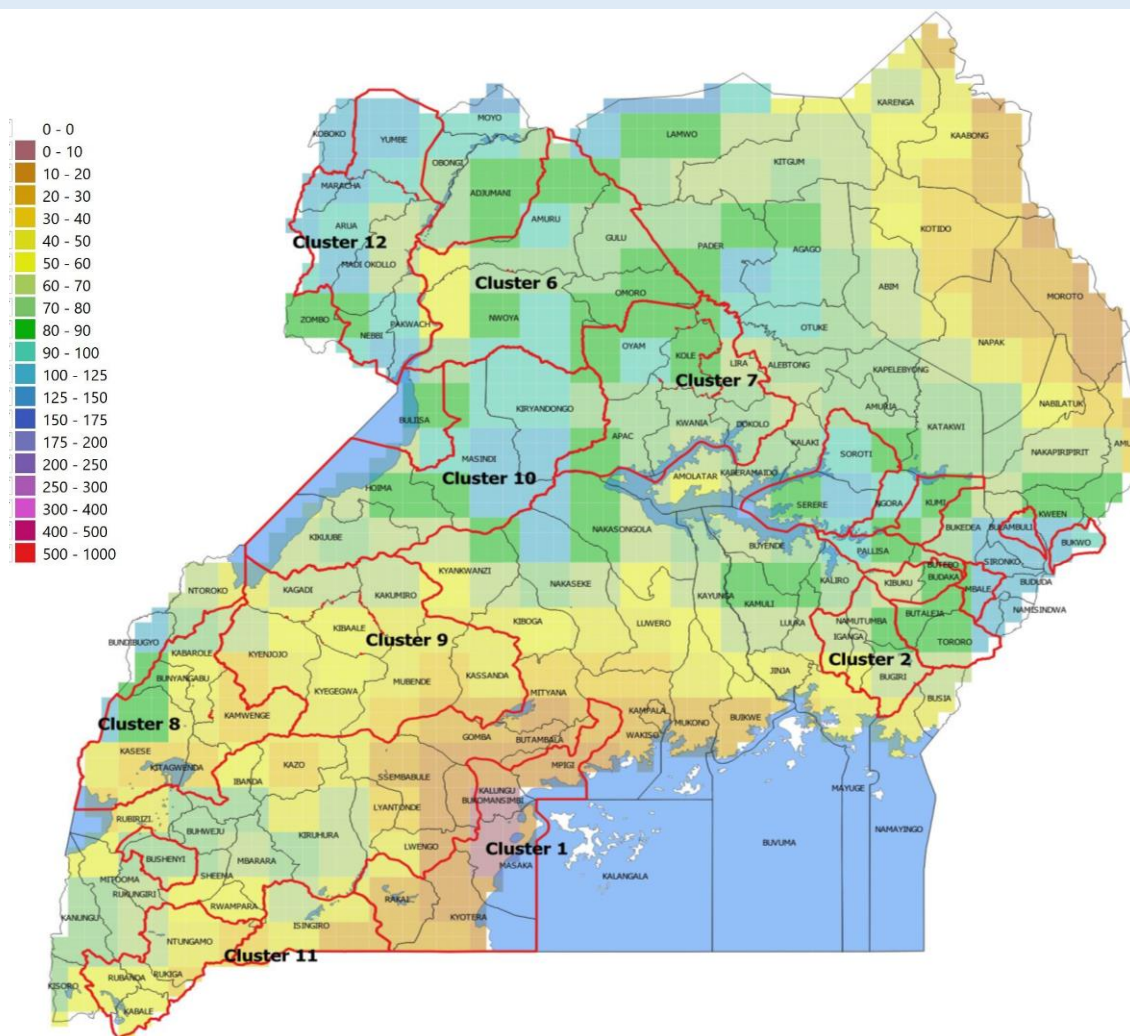 0 - 0
0 - 10
10 - 20
20 - 30
30 - 40
40 - 50
50 - 60
60 - 70
70 - 80
80 - 90
90 - 100
100 - 125
125 - 150
150 - 175
175 - 200
200 - 250
250 - 300
300 - 400
400 - 500
500 - 1000
KARENGA
MOYO
KOBOKO
YUMBE
LAMWO
KAABONG
OBONGI
KITGUM
MARACHA
ADJUMANI
AMURU
ARUA
Cluster 12
GULU
PADER
AGAGO
KOTIDO
MADI OKOLLO
Cluster 6
OMORO
ABIM
MOROTO
ZOMBO
NEBBI
PAKWACH
NWOYA
OTUKE
OYAM
KOLE
LIRA
ALEBTONG
NAPAK
Cluster 7
KAPELEBYONG
BULIISA
KIRYANDONGO
AMURIA
NABILATUK
KWANIA
DOKOLO
KATAKWI
APAC
KALAKI
NAKAPIRIPIRIT
AMU
MASINDI
SOROTI
Cluster 10
AMOLATAR
KABERAMAIDO
HOIMA
SERERE
NGORA
KUMI
KWEEN
NAKASONGOLA
BUKEDEA
BULAMBULI
BUKWO
KIKUUBE
BUYENDE
PALLISA
SIRONKO
KYANKWANZI
BUTEBO
NTOROKO
KAGADI
KAKUMIRO
NAKASEKE
KALIRO
KIBUKU
BUDAKA
MBALE
BUDUDA
KAYUNGA
KAMULI
BUNDIBUGYO
KIBAALE
KIBOGA
LUWERO
LUUKA
NAMUTUMBA
BUTALEJA
NAMISINDWA
KABAROLE
Cluster 9
IGANGA
TORORO
KYENJOJO
Cluster 2
BUNYANGABU
KASSANDA
JINJA
BUGIRI
KYEGEGWA
MUBENDE
MITYANA
BUSIA
Cluster 8
KAMWENGE
KAMPALA
MUKONO
BUIKWE
GOMBA
BUTAMBALA
WAKISO
KASESE
KITAGWENDA
KAZO
MPIGI
IBANDA
SSEMBABULE
KALUNGU
MAYUGE
LYANTONDE
BUKOMANSIMBI
RUBIRIZI
BUHWEJU
KIRUHURA
NAMAYINGO
BUSHENYI
MBARARA
LWENGO
Cluster 1
BUVUMA
MITOOMA
SHEEMA
MASAKA
KALANGALA
RUKUNGIRI
KANUNGU
RWAMPARA
RAKAI
KYOTERA
ISINGIRO
NTUNGAMO
Cluster 11
RUKIGA
RUBANDA
KISORO
KABALE